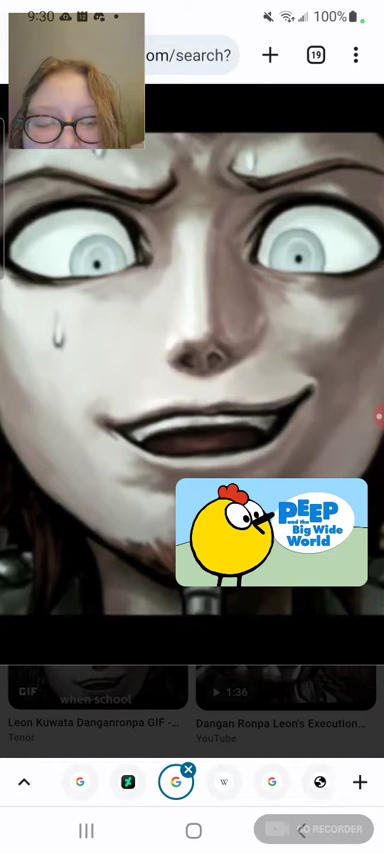 9:30
100%
om/search?
19
PEEP
and the
Big Wide
World
GIF
when school
1:36
Leon Kuwata Danganronpa GIF -...
Tenor
Dangan Ronpa Leon's Execution...
YouTube
G
G
W
G
GO RECORDER